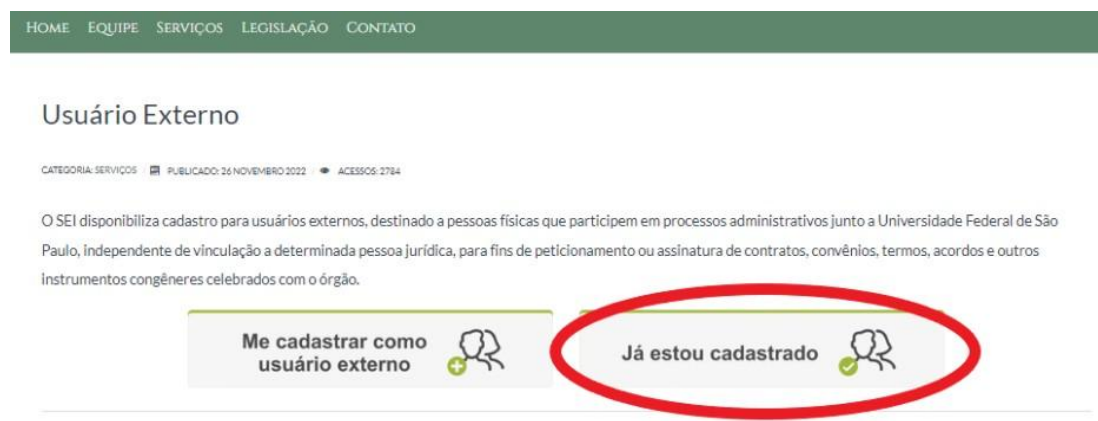 HOME EQUIPE SERVIÇOS LEGISLAÇÃO CONTATO
Usuário Externo
CATEGORIA: SERVIÇOS PUBLICADO: 26 NOVEMBRO 2022 ACESSOS: 2784
O SEI disponibiliza cadastro para usuários externos, destinado a pessoas físicas que participem em processos administrativos junto a Universidade Federal de São
Paulo, independente de vinculação a determinada pessoa jurídica, para fins de peticionamento ou assinatura de contratos, convênios, termos, acordos e outros
instrumentos congêneres celebrados com o órgão.
Me cadastrar como
usuário externo
Já estou cadastrado